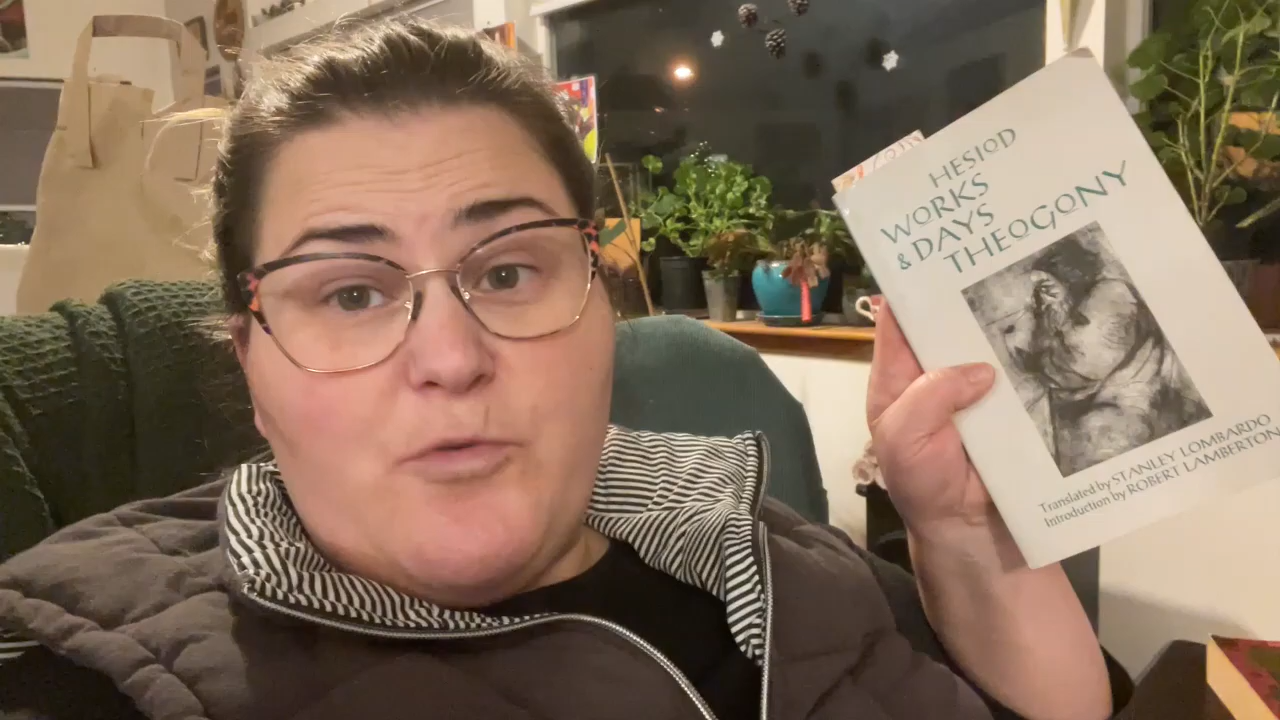 HESIOD
WORKS
& DAYS
THEOGONY
Translated by STANLEY LOMBARDO
Introduction by ROBERT LAMBERTON